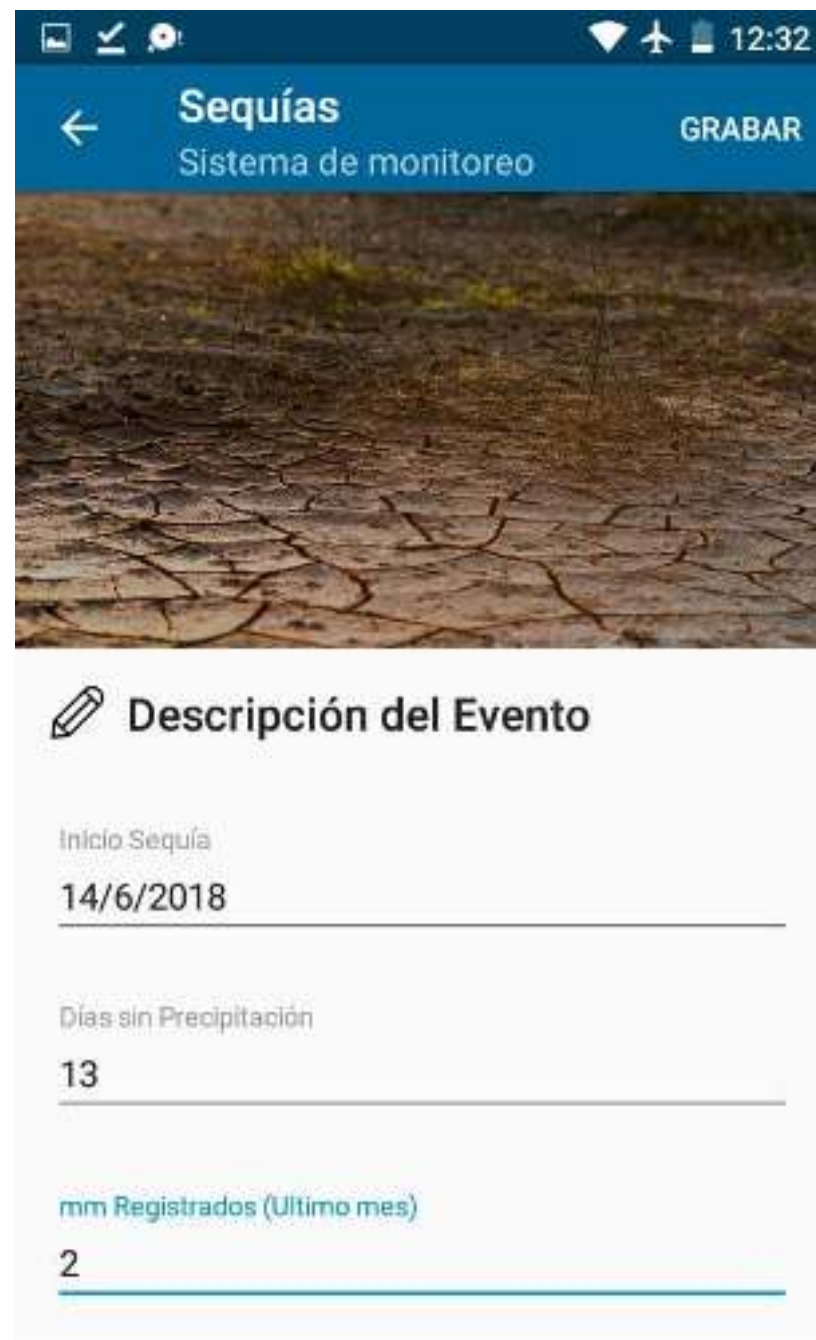 12:32
Sequías
GRABAR
Sistema de monitoreo
Descripción del Evento
Inicio Sequía
14/6/2018
Días sin Precipitación
13
mm Registrados (Ultimo mes)
2